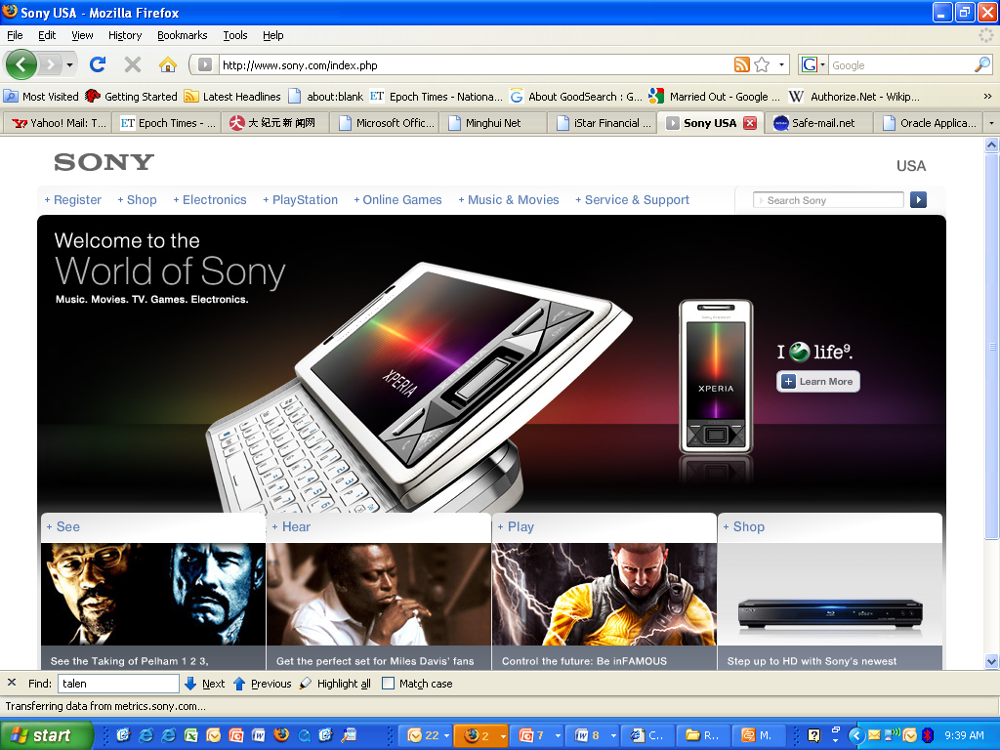 Sony USA - Mozilla Firefox
File Edit View History Bookmarks Tools Help
http://www.sony.com/index.php
G Google
Most Visited Getting Started Latest Headlines about:blank ET Epoch Times - Nationa... G About GoodSearch : G... Married Out - Google ... W Authorize.Net - Wikip... »
Yahoo! Mail: T... ET Epoch Times - ... 大纪元新闻网 Microsoft Offic... Minghui Net iStar Financial ... Sony USA Safe-mail.net Oracle Applica...
SONY
USA
+ Register + Shop + Electronics + PlayStation + Online Games + Music & Movies + Service & Support
Search Sony
Welcome to the
World of Sony
Music. Movies. TV. Games. Electronics.
XPERIA
Sony Ericsson
XPERIA
I life9.
+ Learn More
+ See + Hear + Play + Shop
See the Taking of Pelham 1 2 3, Get the perfect set for Miles Davis' fans Control the future: Be inFAMOUS Step up to HD with Sony's newest
Find: talen Next Previous Highlight all Match case
Transferring data from metrics.sony.com...
start 22 2 7 8 C... R... M... 9:39 AM